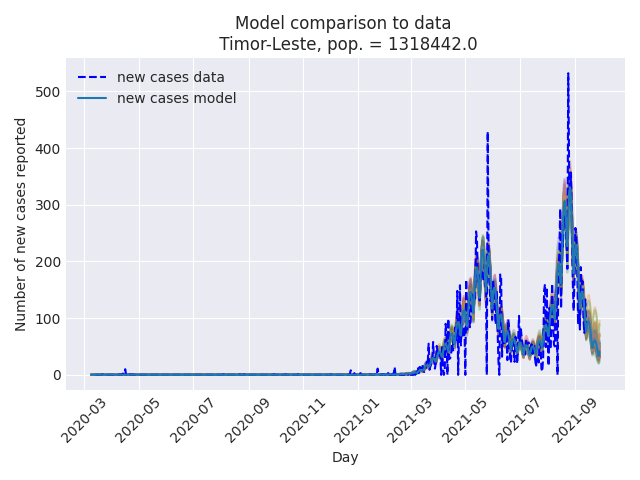 Model comparison to data
Timor-Leste, pop. = 1318442.0
new cases data
new cases model
Number of new cases reported
500
400
300
200
100
0
2020-03
2020-05
2020-07
2020-09
2020-11
2021-01
2021-03
2021-05
2021-07
2021-09
Day